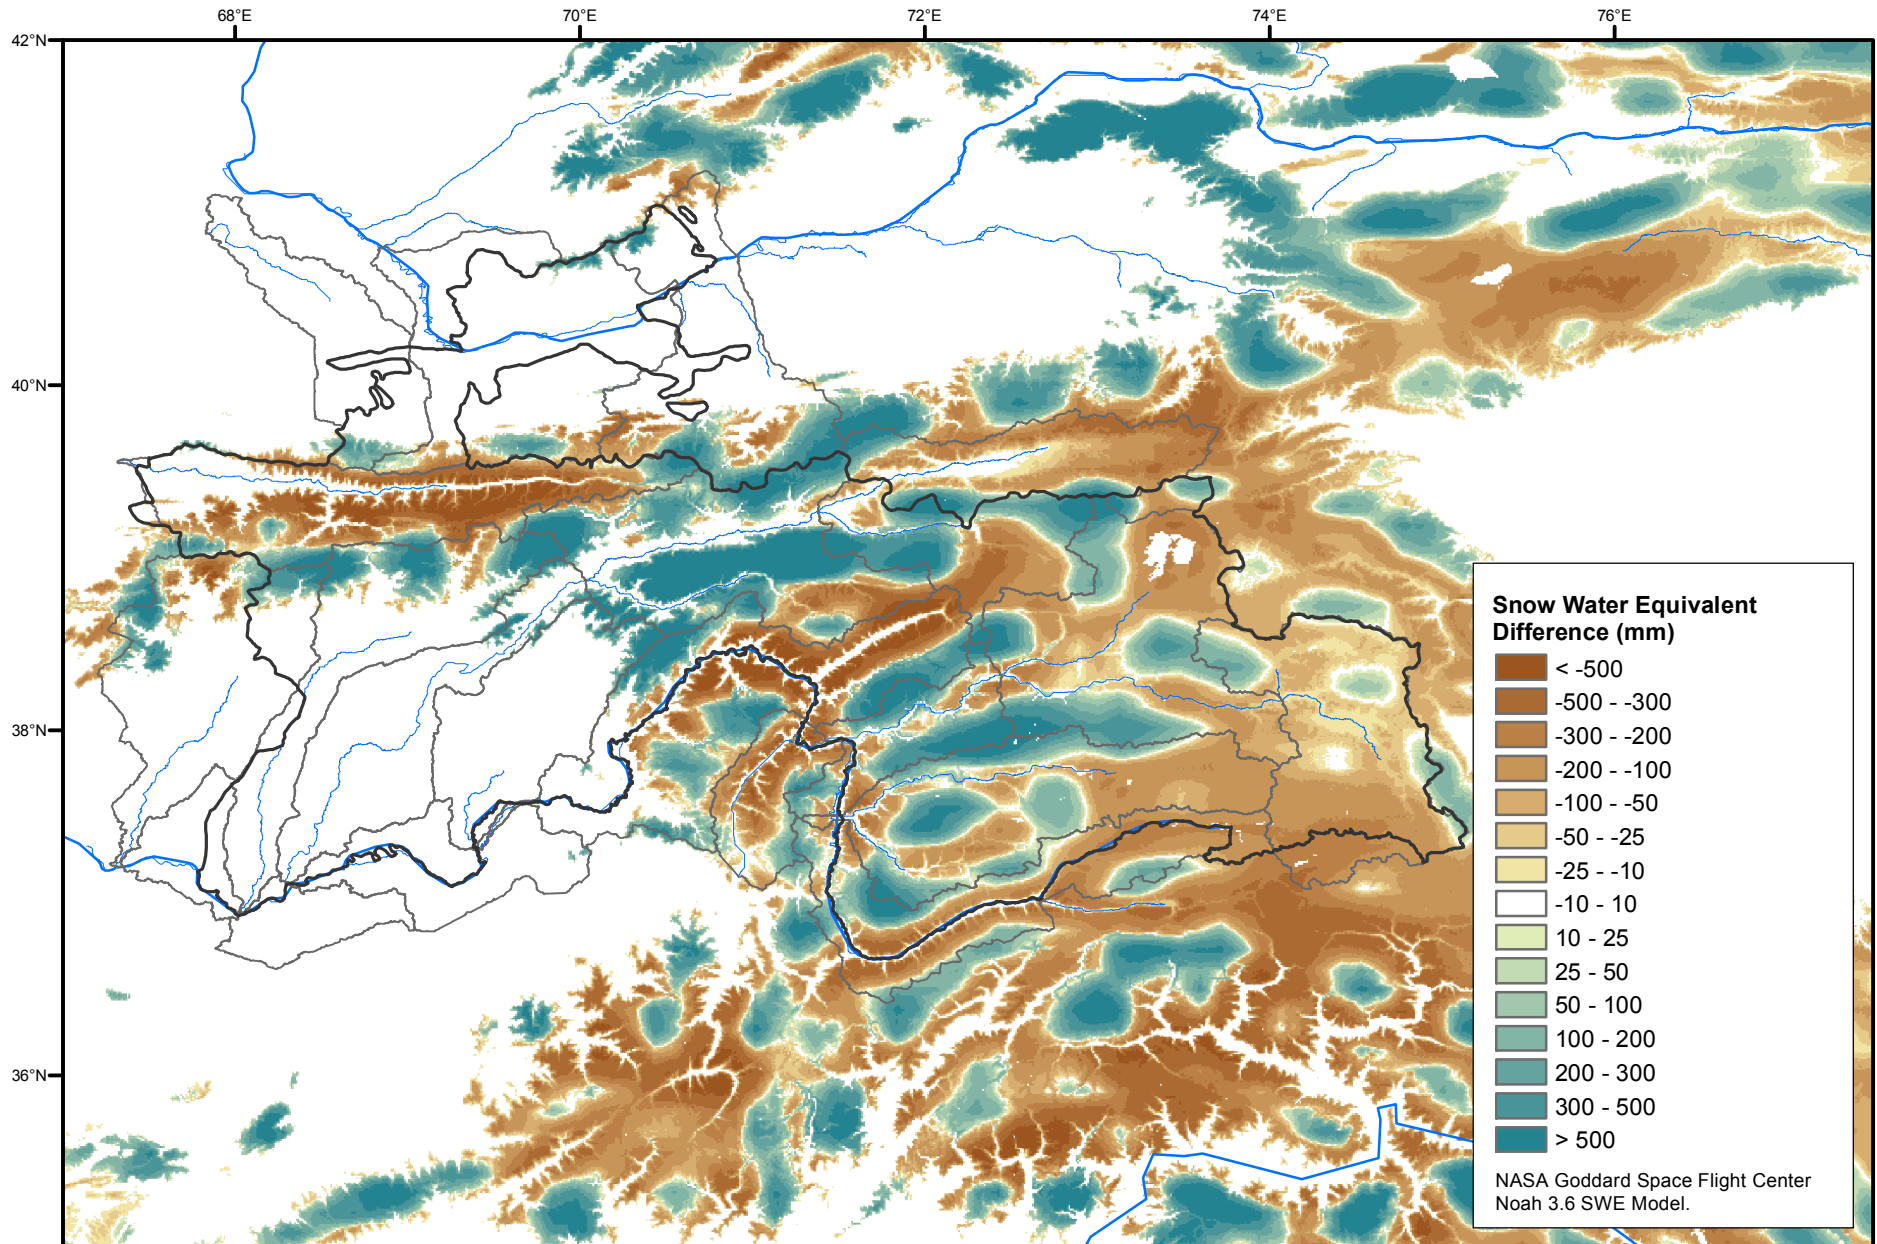 68°E 70°E 72°E 74°E 76°E
42°N
40°N
38°N
36°N
Snow Water Equivalent
Difference (mm)
< -500
-500 - -300
-300 - -200
-200 - -100
-100 - -50
-50 - -25
-25 - -10
-10 - 10
10 - 25
25 - 50
50 - 100
100 - 200
200 - 300
300 - 500
> 500
NASA Goddard Space Flight Center
Noah 3.6 SWE Model.